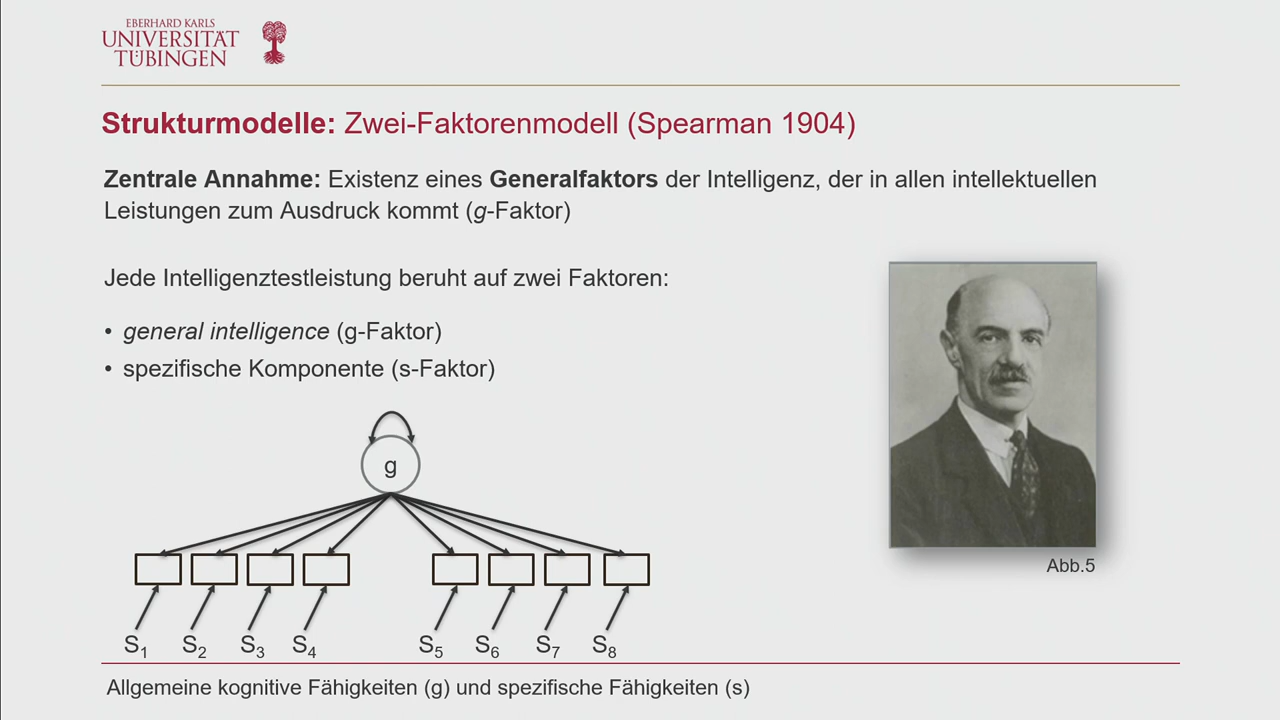 EBERHARD KARLS
UNIVERSITÄT
TÜBINGEN
Strukturmodelle: Zwei-Faktorenmodell (Spearman 1904)
Zentrale Annahme: Existenz eines Generalfaktors der Intelligenz, der in allen intellektuellen
Leistungen zum Ausdruck kommt (g-Faktor)
Jede Intelligenztestleistung beruht auf zwei Faktoren:
• general intelligence (g-Faktor)
• spezifische Komponente (s-Faktor)
g
Abb.5
S1 S2 S3 S4 S5 S6 S7 S8
Allgemeine kognitive Fähigkeiten (g) und spezifische Fähigkeiten (s)